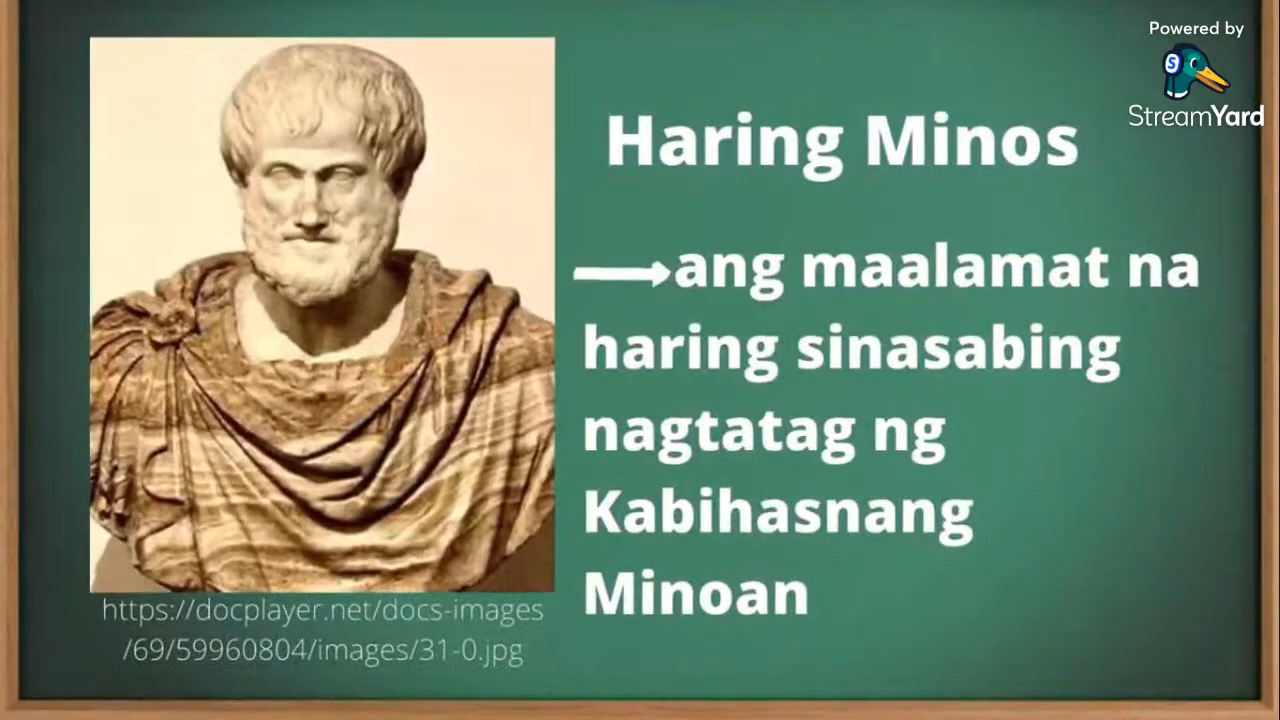 Powered by
StreamYard
Haring Minos
ang maalamat na
haring sinasabing
nagtatag ng
Kabihasnang
Minoan
https://docplayer.net/docs-images
/69/59960804/images/31-0.jpg